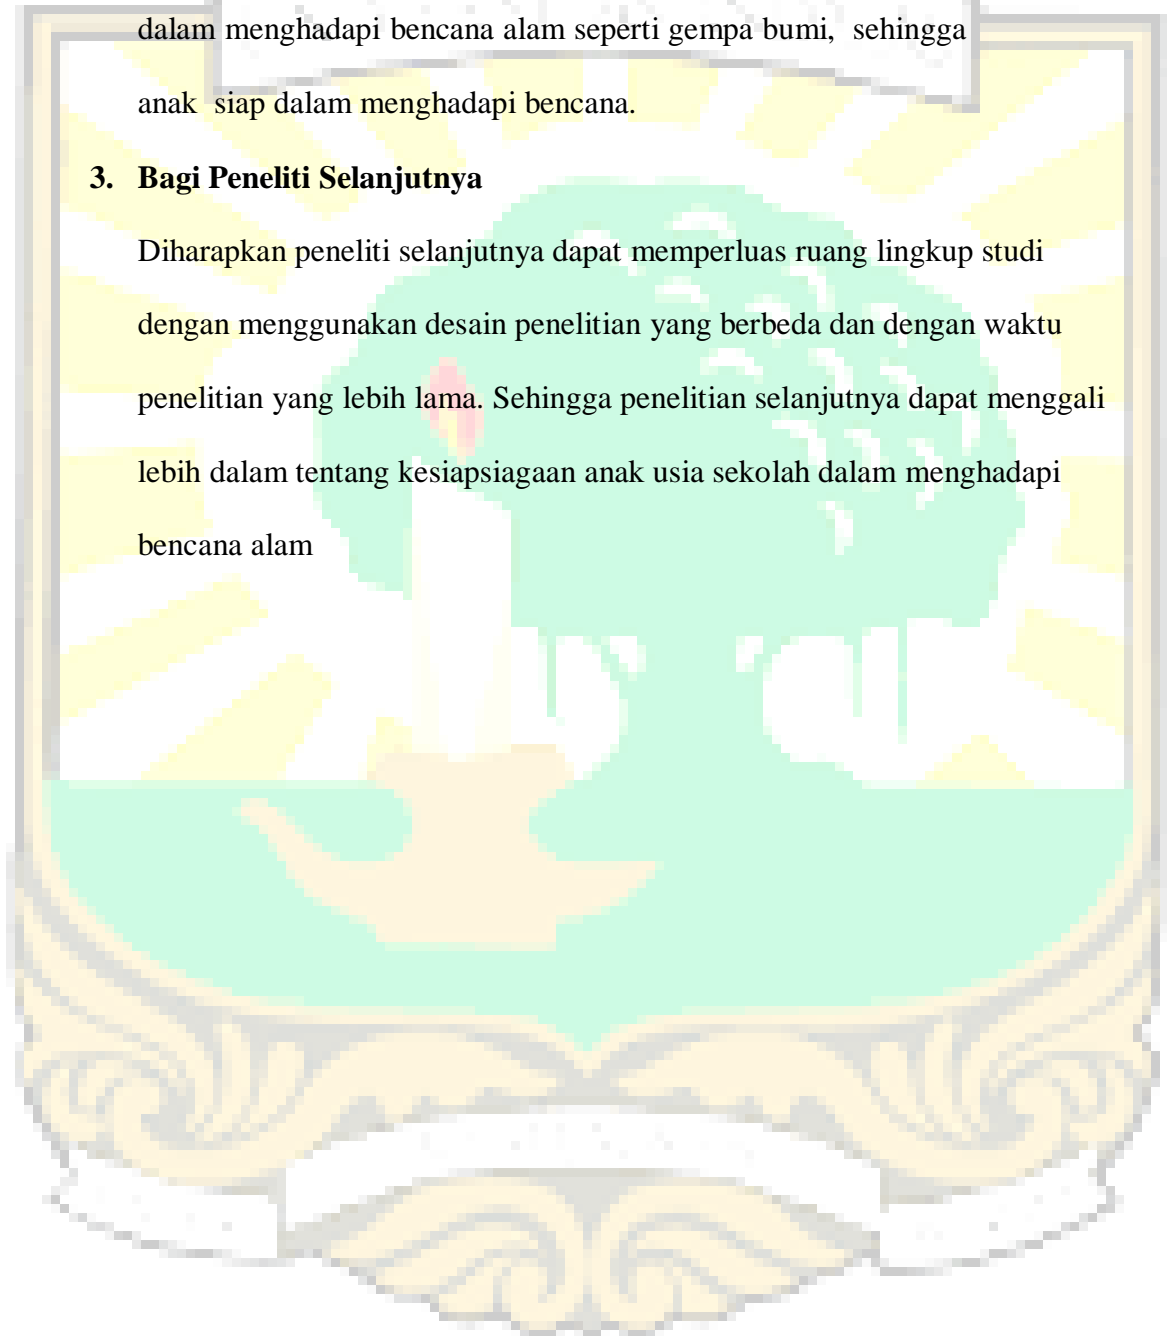 dalam menghadapi bencana alam seperti gempa bumi,  sehingga
anak  siap dalam menghadapi bencana.
3. Bagi Peneliti Selanjutnya
Diharapkan peneliti selanjutnya dapat memperluas ruang lingkup studi
dengan menggunakan desain penelitian yang berbeda dan dengan waktu
penelitian yang lebih lama. Sehingga penelitian selanjutnya dapat menggali
lebih dalam tentang kesiapsiagaan anak usia sekolah dalam menghadapi
bencana alam